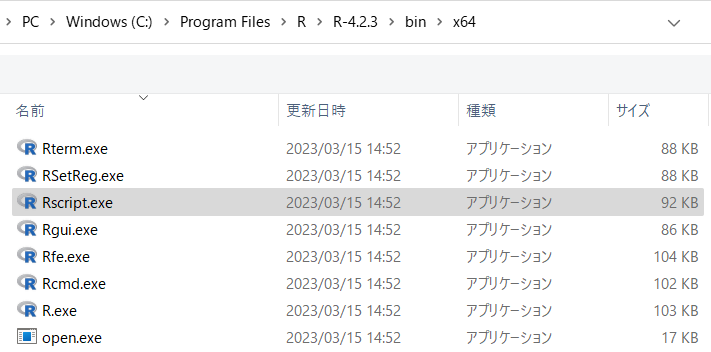 PC > Windows (C:) > Program Files > R > R-4.2.3 > bin > x64
名前 更新日時 種類 サイズ
Rterm.exe 2023/03/15 14:52 アプリケーション 88 KB
RSetReg.exe 2023/03/15 14:52 アプリケーション 88 KB
Rscript.exe 2023/03/15 14:52 アプリケーション 92 KB
Rgui.exe 2023/03/15 14:52 アプリケーション 86 KB
Rfe.exe 2023/03/15 14:52 アプリケーション 104 KB
Rcmd.exe 2023/03/15 14:52 アプリケーション 102 KB
R.exe 2023/03/15 14:52 アプリケーション 103 KB
open.exe 2023/03/15 14:52 アプリケーション 17 KB